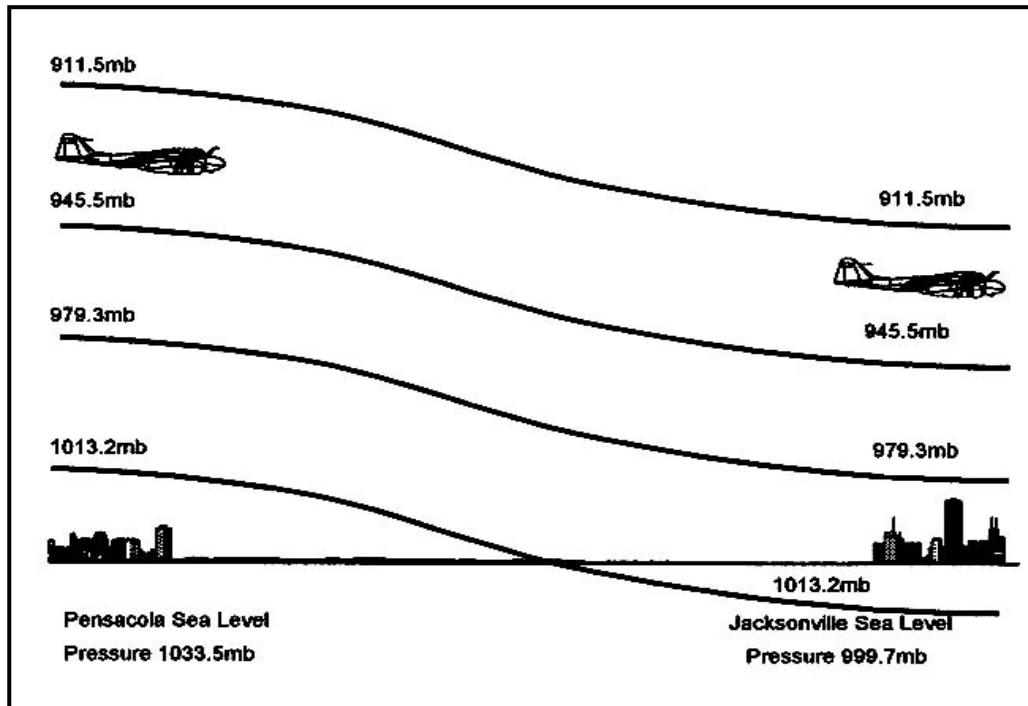 911.5mb
945.5mb
911.5mb
979.3mb
945.5mb
1013.2mb
979.3mb
1013.2mb
Pensacola Sea Level
Pressure 1033.5mb
Jacksonville Sea Level
Pressure 999.7mb